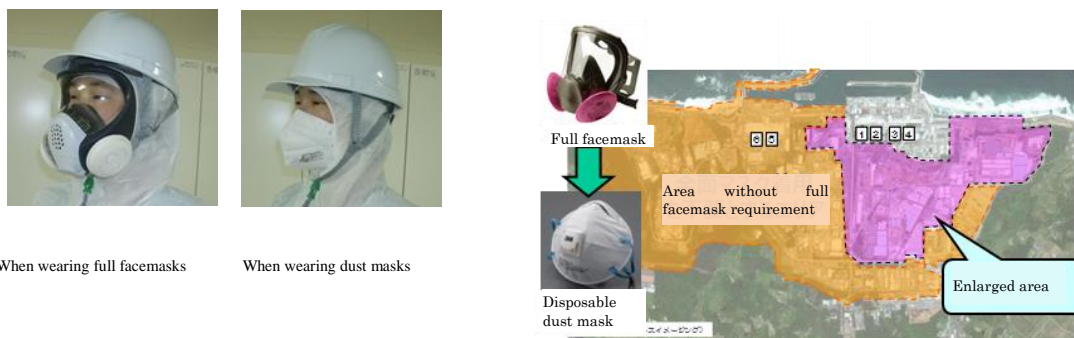 Full facemask
6 5
1 2 3 4
Area without full
facemask requirement
When wearing full facemasks
When wearing dust masks
Enlarged area
Disposable
dust mask